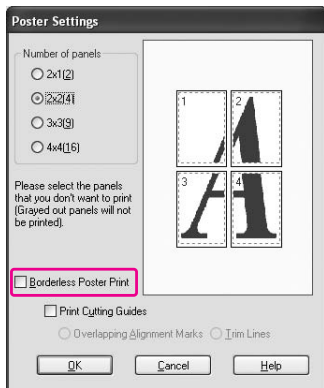 Poster Settings
Number of panels
2x1(2)
2x2(4)
3x3(9)
4x4(16)
1 2
3 4
A
Please select the panels
that you don't want to print
(Grayed out panels will not
be printed).
Borderless Poster Print
Print Cutting Guides
Overlapping Alignment Marks Trim Lines
OK Cancel Help